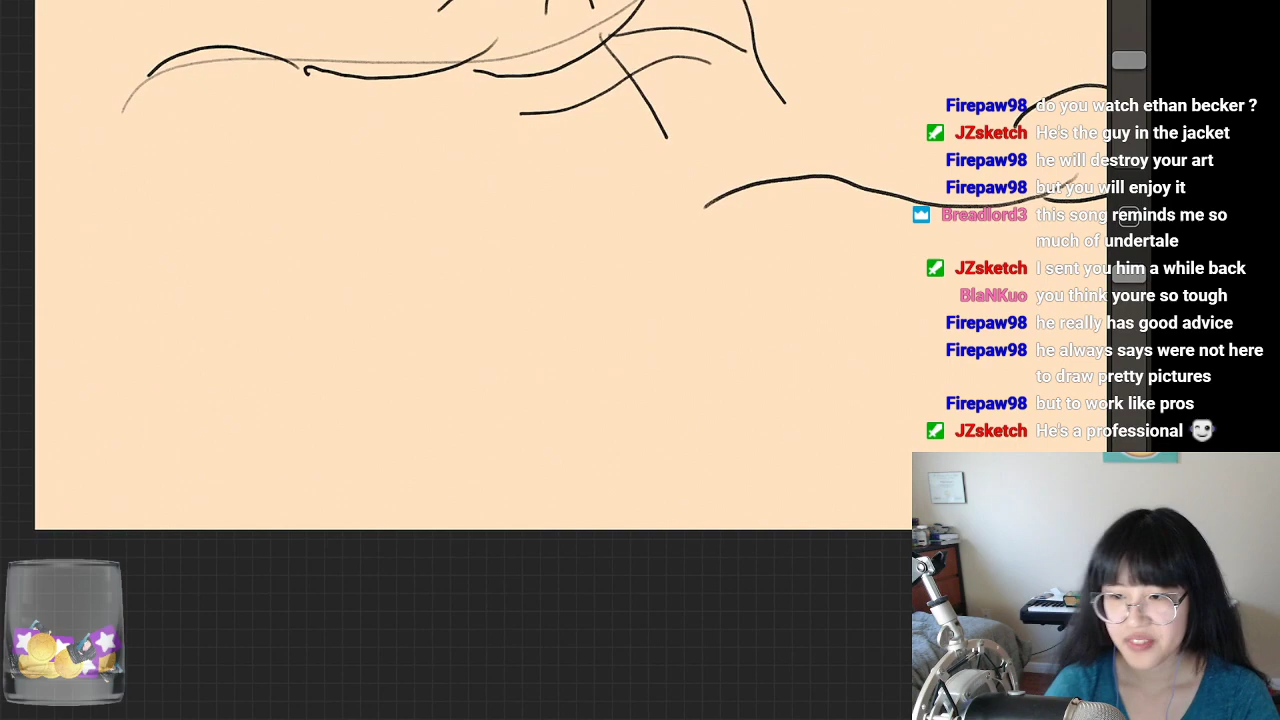 Firepaw98 do you watch ethan becker ?
JZsketch He's the guy in the jacket
Firepaw98 he will destroy your art
Firepaw98 but you will enjoy it
Breadlord3 this song reminds me so
much of undertale
JZsketch I sent you him a while back
BlaNKuo you think youre so tough
Firepaw98 he really has good advice
Firepaw98 he always says were not here
to draw pretty pictures
Firepaw98 but to work like pros
JZsketch He's a professional